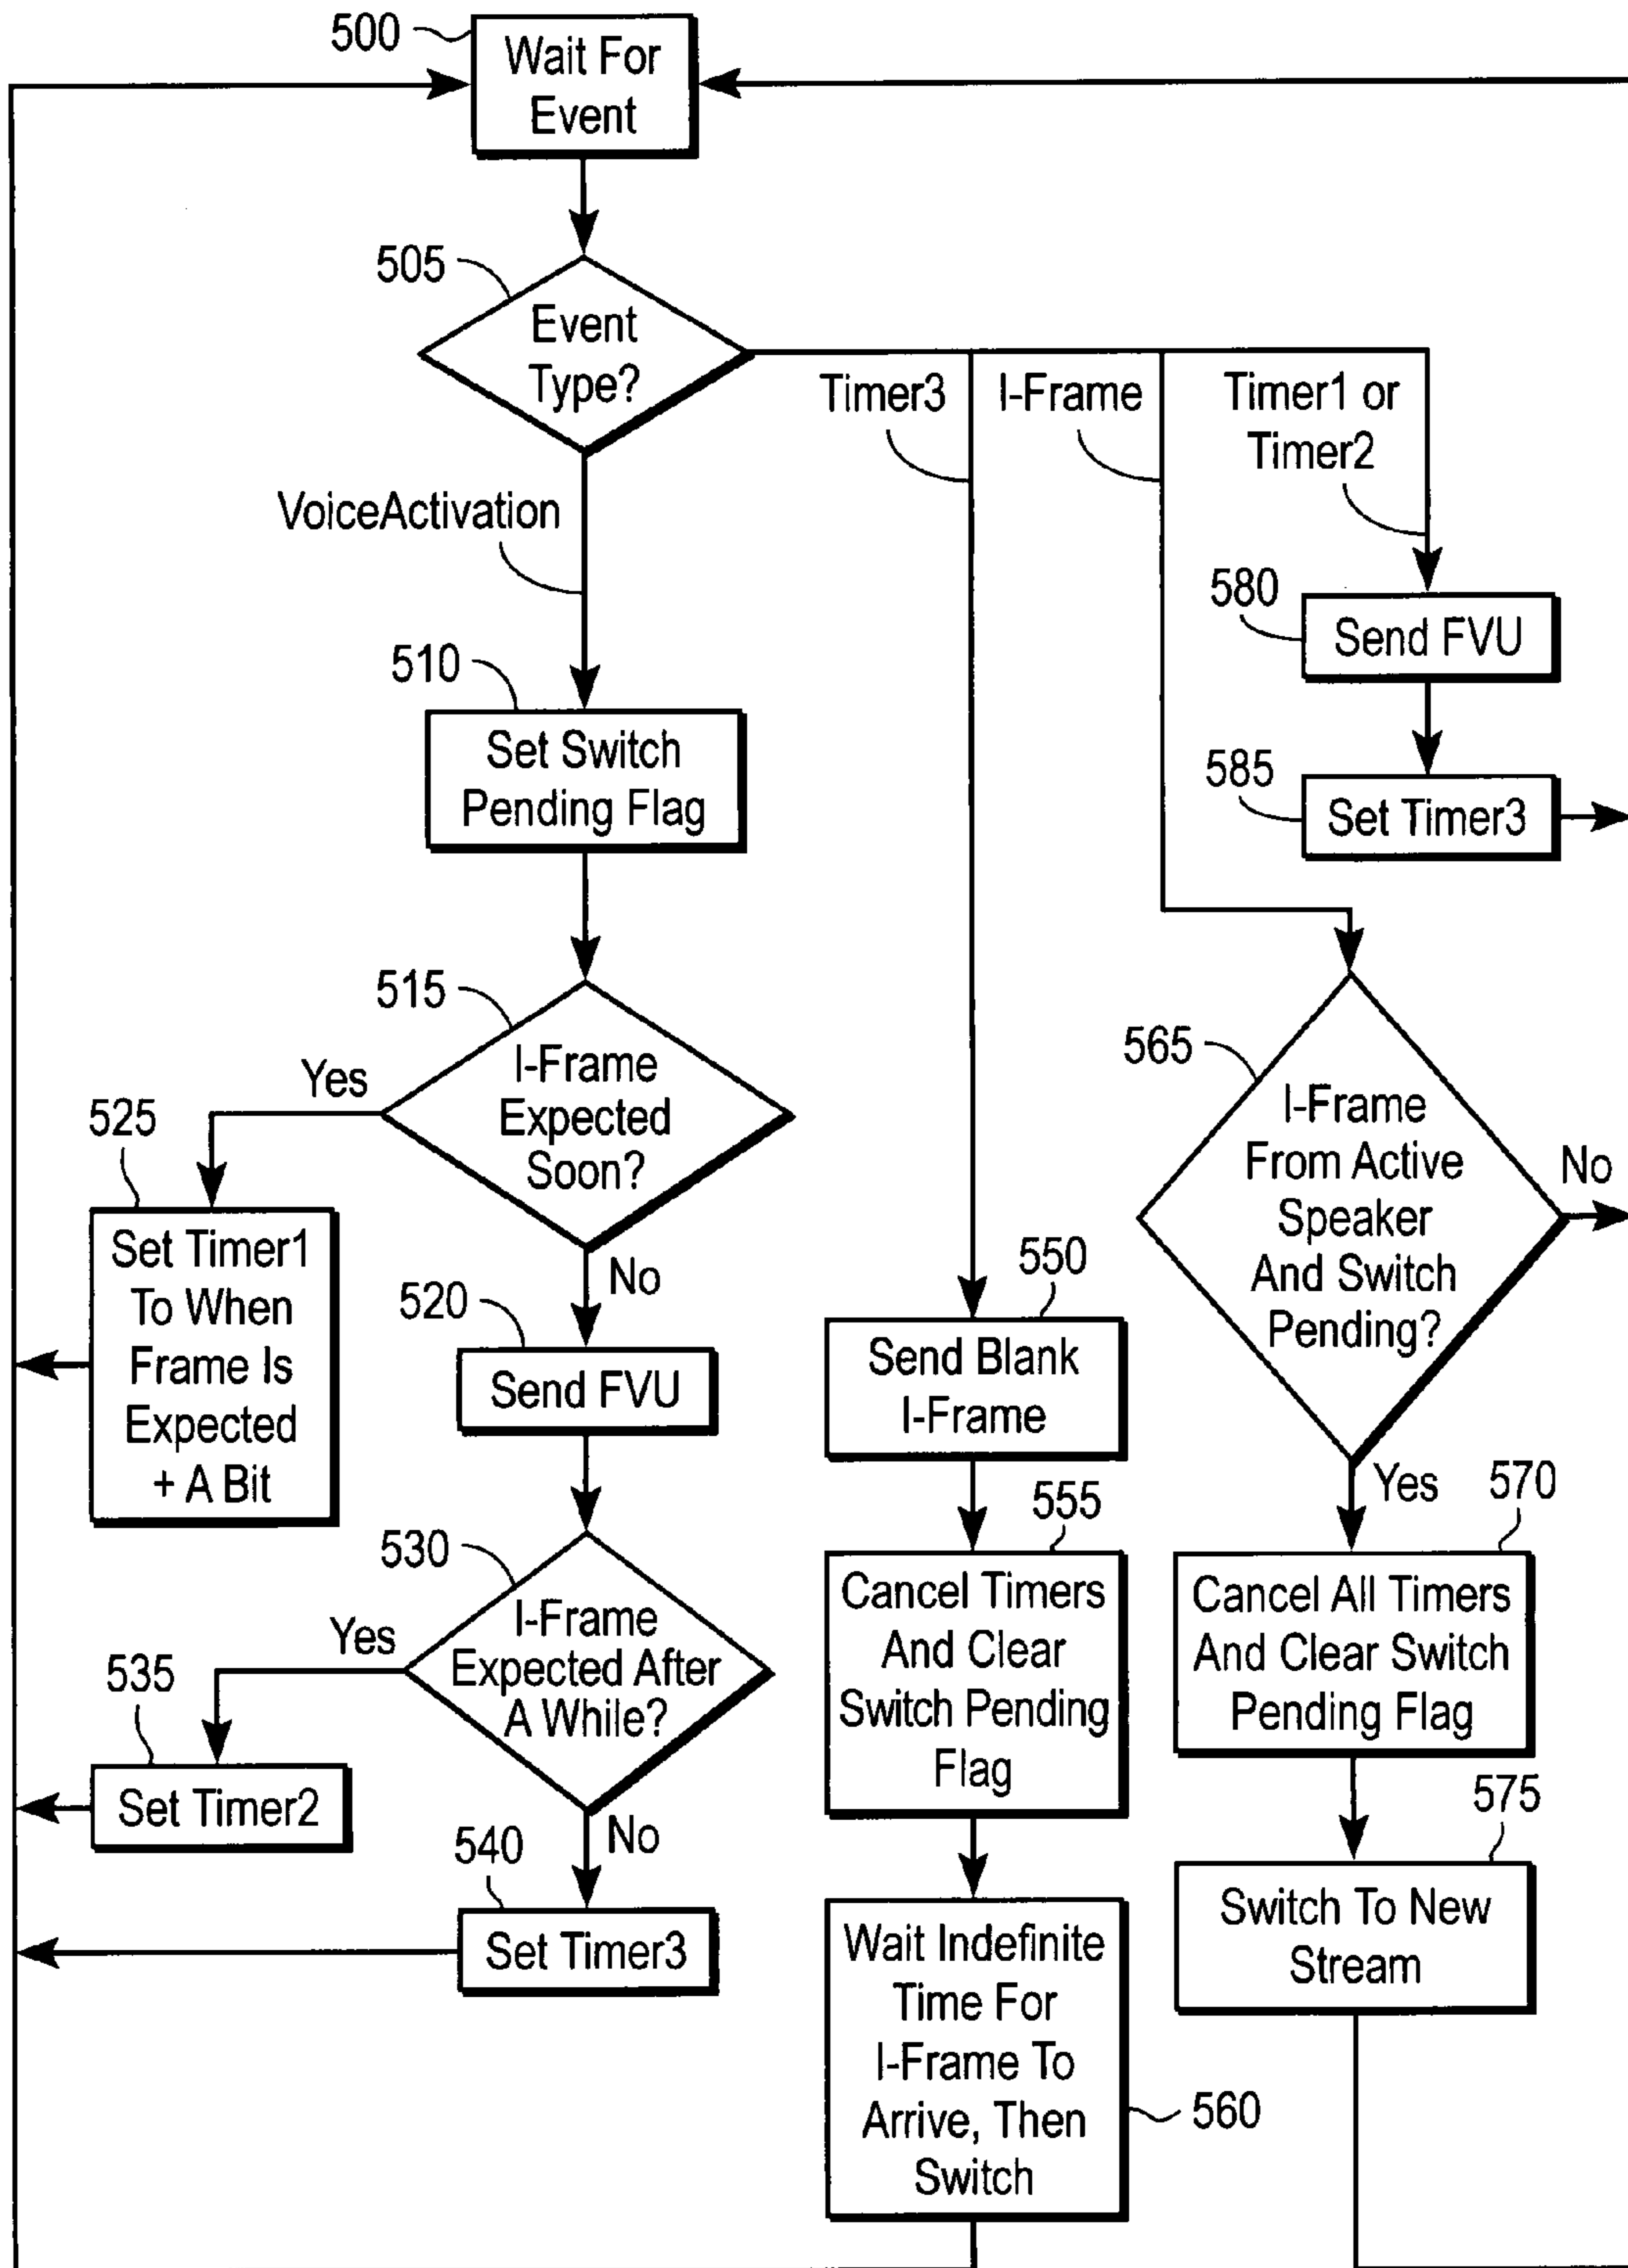 500
Wait For
Event
505
Event
Type?
Timer3
I-Frame
Timer1 or
Timer2
VoiceActivation
580
Send FVU
510
Set Switch
Pending Flag
585
Set Timer3
515
I-Frame
Expected
Soon?
Yes
No
525
Set Timer1
To When
Frame Is
Expected
+ A Bit
520
Send FVU
530
I-Frame
Expected After
A While?
Yes
No
535
Set Timer2
540
Set Timer3
550
Send Blank
I-Frame
555
Cancel Timers
And Clear
Switch Pending
Flag
Wait Indefinite
Time For
I-Frame To
Arrive, Then
Switch
560
565
I-Frame
From Active
Speaker
And Switch
Pending?
No
Yes
570
Cancel All Timers
And Clear Switch
Pending Flag
575
Switch To New
Stream